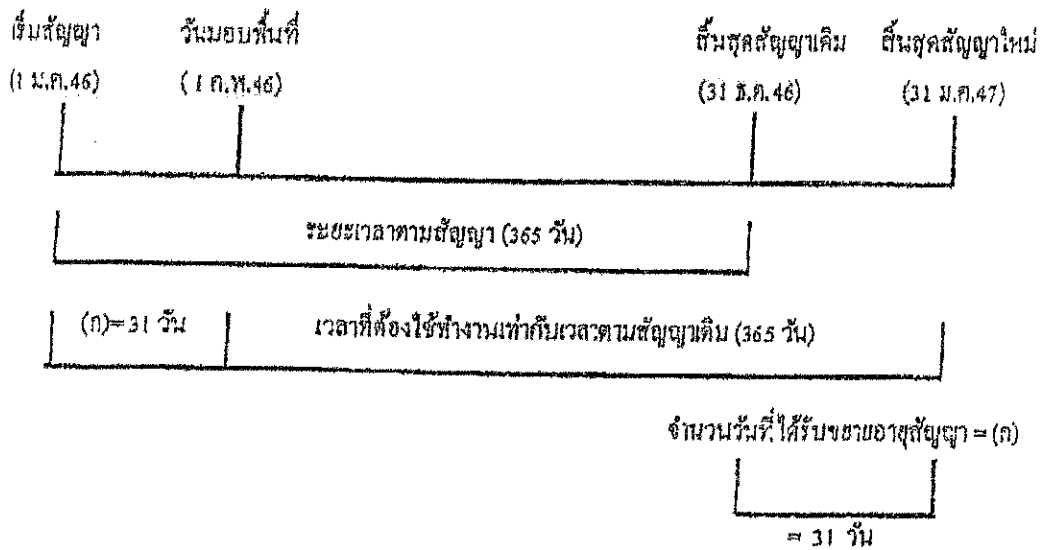 เริ่มสัญญา วันมอบพื้นที่ สิ้นสุดสัญญาเดิม สิ้นสุดสัญญาใหม่
(1 ม.ค.46) (1 ก.พ.46) (31 ธ.ค.46) (31 ม.ค.47)
ระยะเวลาตามสัญญา (365 วัน)
(ก)=31 วัน เวลาที่ต้องใช้ทำงานเท่ากับเวลาตามสัญญาเดิม (365 วัน)
จำนวนวันที่ได้รับขยายอายุสัญญา = (ก)
= 31 วัน